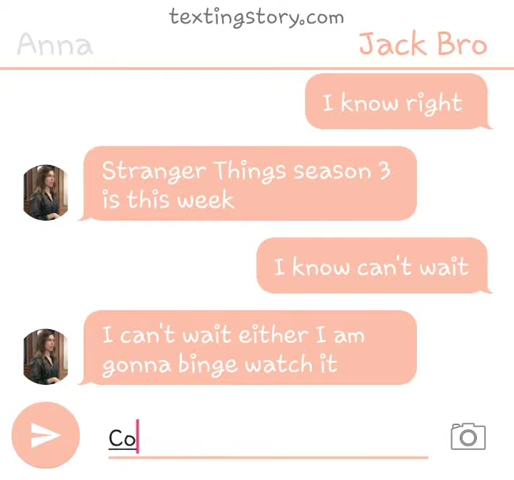 textingstory.com
Anna
Jack Bro
I know right
Stranger Things season 3
is this week
I know can't wait
I can't wait either I am
gonna binge watch it
Co